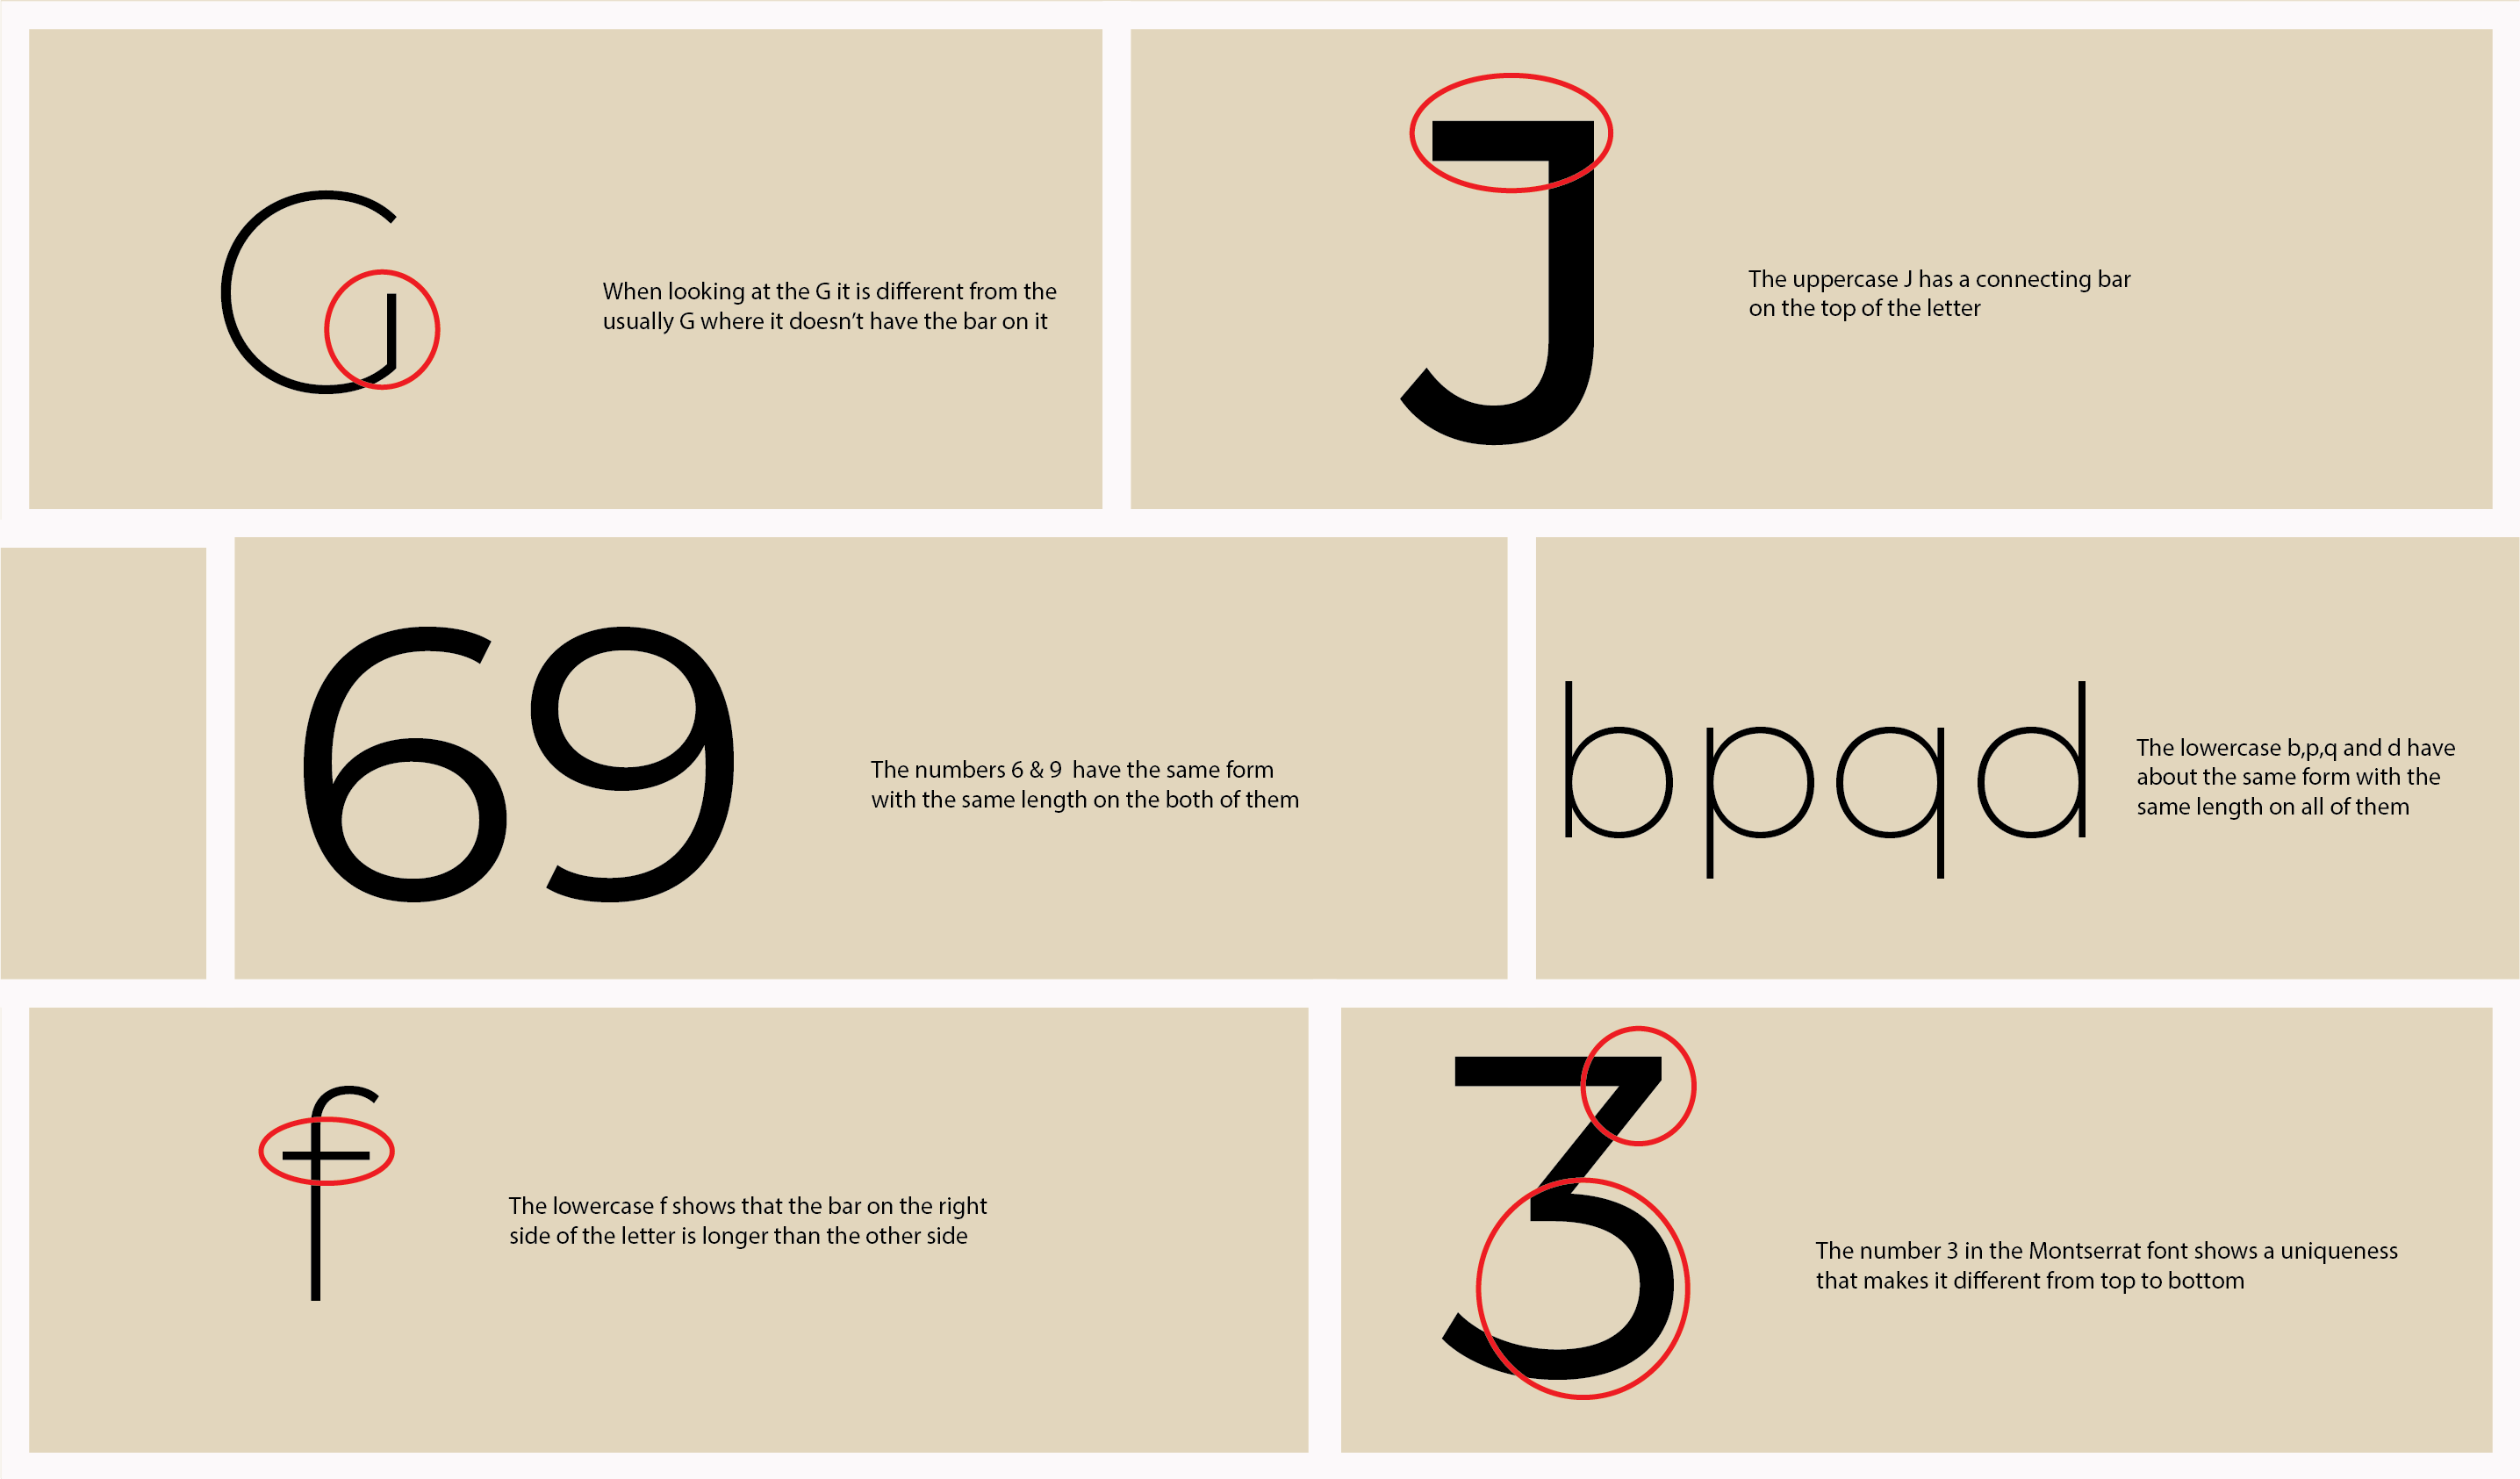 G
When looking at the G it is different from the
usually G where it doesn’t have the bar on it
J
The uppercase J has a connecting bar
on the top of the letter
69
The numbers 6 & 9  have the same form
with the same length on the both of them
bpqd
The lowercase b,p,q and d have
about the same form with the
same length on all of them
f
The lowercase f shows that the bar on the right
side of the letter is longer than the other side
3
The number 3 in the Montserrat font shows a uniqueness
that makes it different from top to bottom